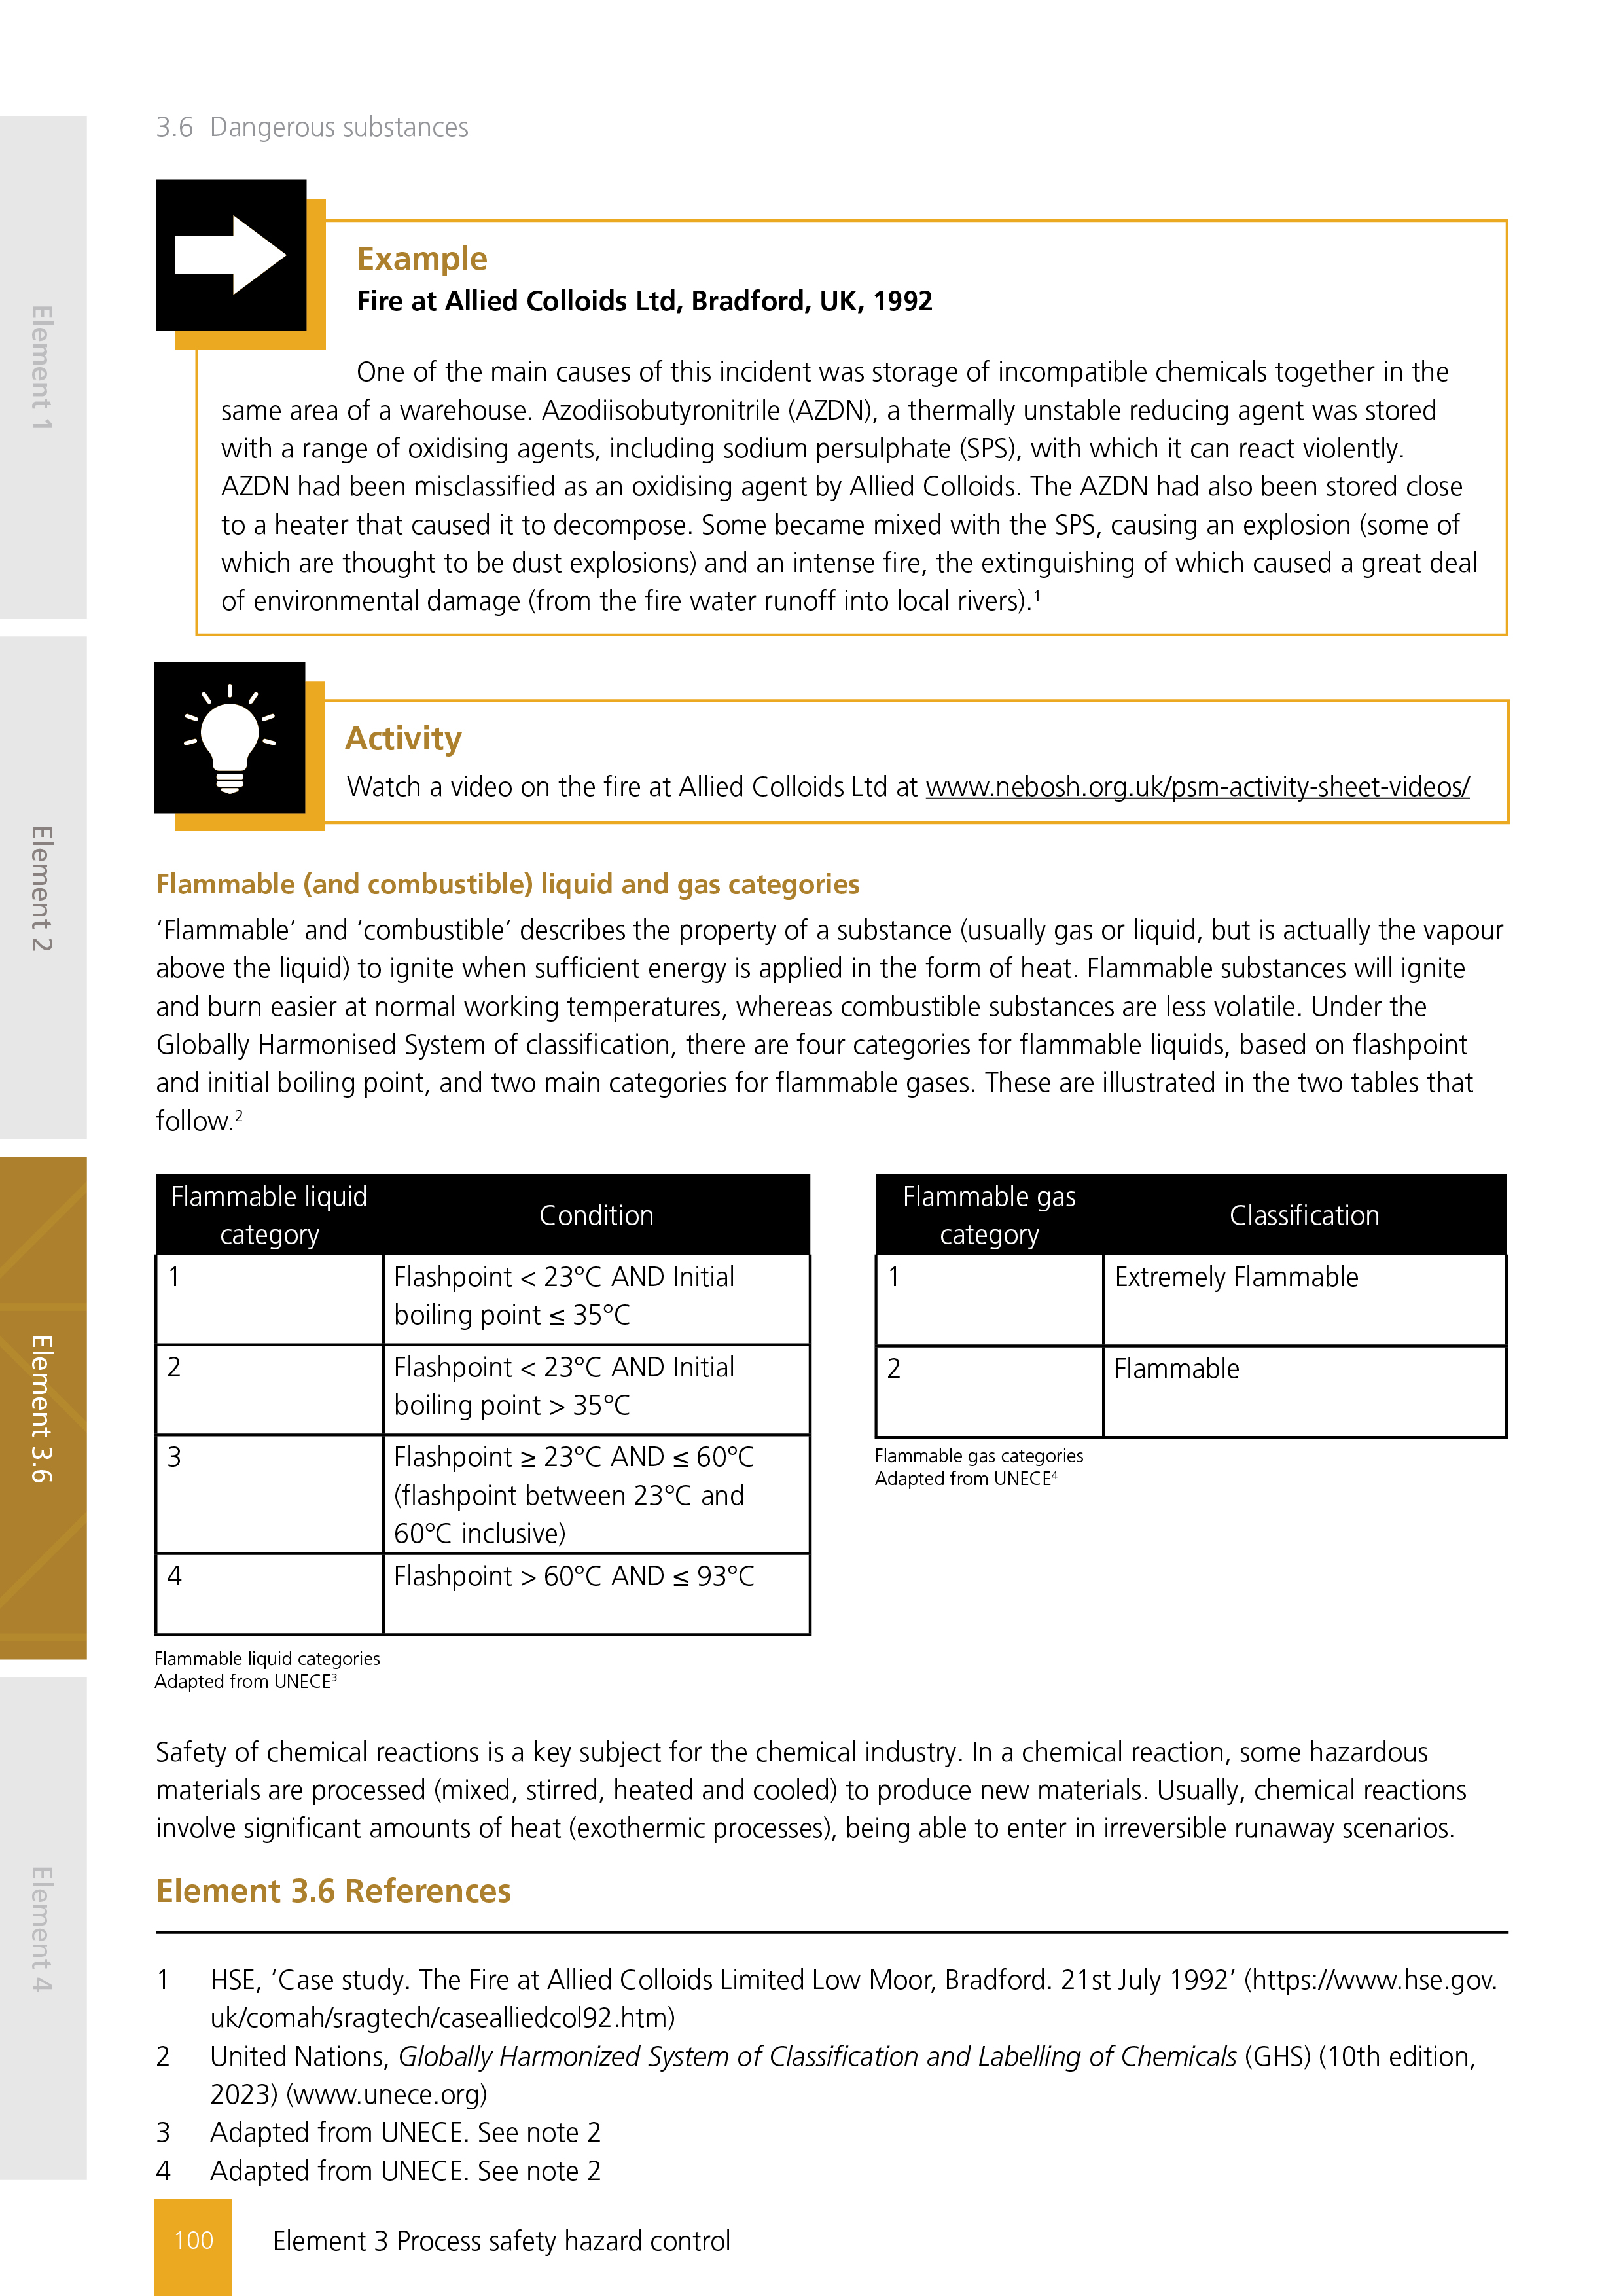 3.6 Dangerous substances
Example
Fire at Allied Colloids Ltd, Bradford, UK, 1992
One of the main causes of this incident was storage of incompatible chemicals together in the
same area of a warehouse. Azodiisobutyronitrile (AZDN), a thermally unstable reducing agent was stored
with a range of oxidising agents, including sodium persulphate (SPS), with which it can react violently.
AZDN had been misclassified as an oxidising agent by Allied Colloids. The AZDN had also been stored close
to a heater that caused it to decompose. Some became mixed with the SPS, causing an explosion (some of
which are thought to be dust explosions) and an intense fire, the extinguishing of which caused a great deal
of environmental damage (from the fire water runoff into local rivers).¹
Activity
Watch a video on the fire at Allied Colloids Ltd at www.nebosh.org.uk/psm-activity-sheet-videos/
Flammable (and combustible) liquid and gas categories
‘Flammable’ and ‘combustible’ describes the property of a substance (usually gas or liquid, but is actually the vapour
above the liquid) to ignite when sufficient energy is applied in the form of heat. Flammable substances will ignite
and burn easier at normal working temperatures, whereas combustible substances are less volatile. Under the
Globally Harmonised System of classification, there are four categories for flammable liquids, based on flashpoint
and initial boiling point, and two main categories for flammable gases. These are illustrated in the two tables that
follow.²
Flammable liquid
category
Condition
1
Flashpoint < 23°C AND Initial
boiling point ≤ 35°C
2
Flashpoint < 23°C AND Initial
boiling point > 35°C
3
Flashpoint ≥ 23°C AND ≤ 60°C
(flashpoint between 23°C and
60°C inclusive)
4
Flashpoint > 60°C AND ≤ 93°C
Flammable liquid categories
Adapted from UNECE³
Flammable gas
category
Classification
1
Extremely Flammable
2
Flammable
Flammable gas categories
Adapted from UNECE⁴
Safety of chemical reactions is a key subject for the chemical industry. In a chemical reaction, some hazardous
materials are processed (mixed, stirred, heated and cooled) to produce new materials. Usually, chemical reactions
involve significant amounts of heat (exothermic processes), being able to enter in irreversible runaway scenarios.
Element 3.6 References
1 HSE, ‘Case study. The Fire at Allied Colloids Limited Low Moor, Bradford. 21st July 1992’ (https://www.hse.gov.
uk/comah/sragtech/casealliedcol92.htm)
2 United Nations, Globally Harmonized System of Classification and Labelling of Chemicals (GHS) (10th edition,
2023) (www.unece.org)
3 Adapted from UNECE. See note 2
4 Adapted from UNECE. See note 2
100 Element 3 Process safety hazard control
Element 1
Element 2
Element 3.6
Element 4